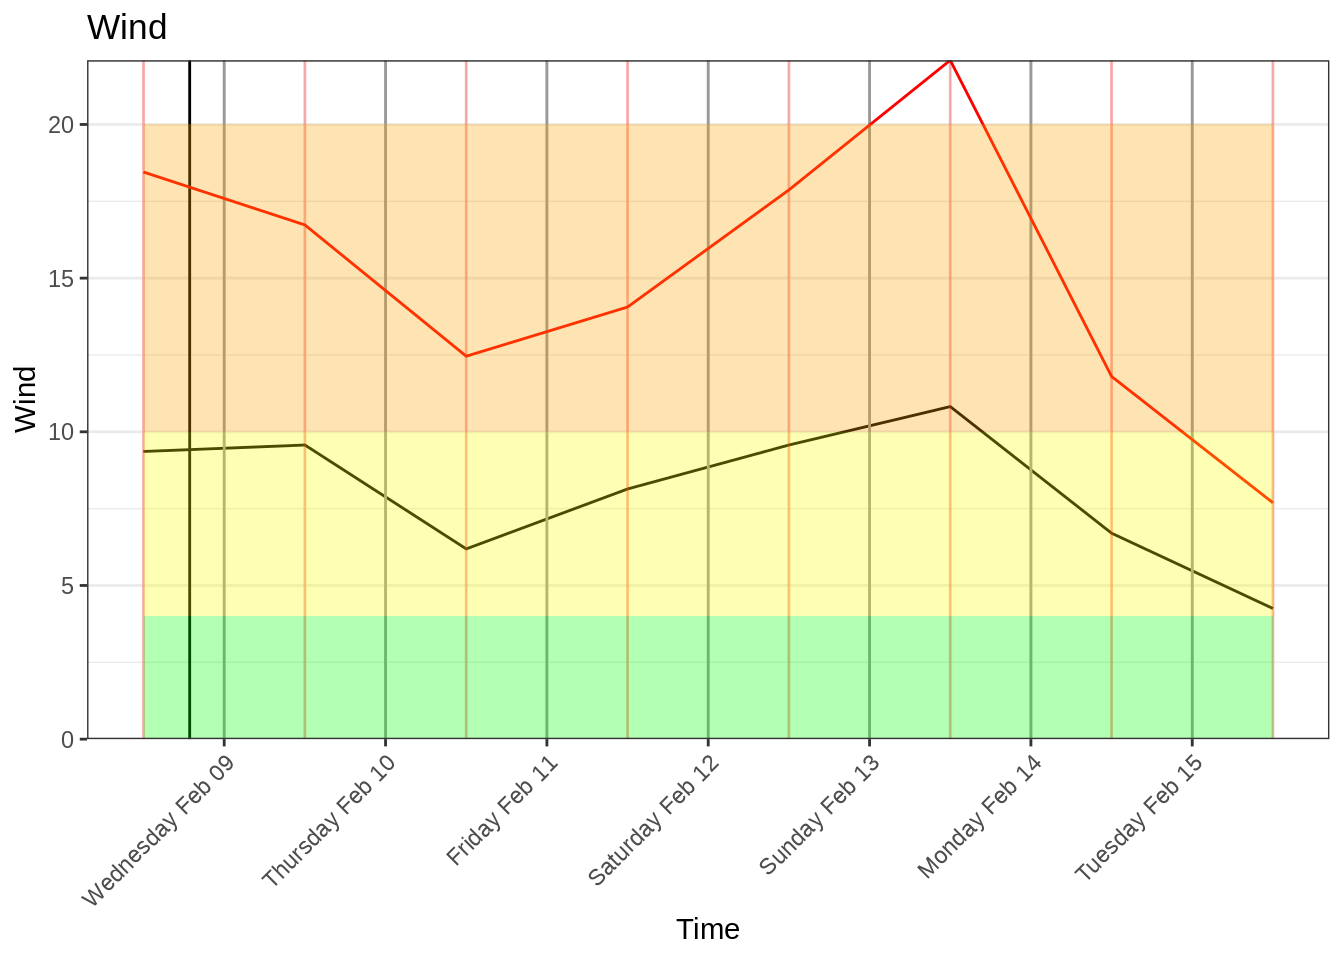 Wind
Wind
20
15
10
5
0
Wednesday Feb 09
Thursday Feb 10
Friday Feb 11
Saturday Feb 12
Sunday Feb 13
Monday Feb 14
Tuesday Feb 15
Time